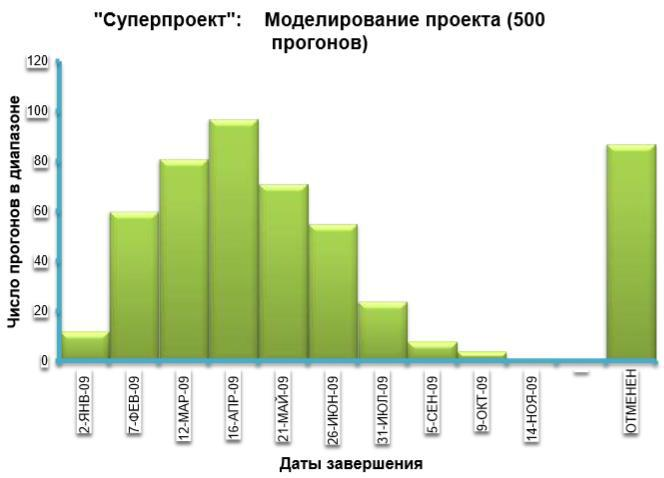 "Суперпроект": Моделирование проекта (500
прогонов)
Число прогонов в диапазоне
120
100
80
60
40
20
0
2-ЯНВ-09
7-ФЕВ-09
12-МАР-09
16-АПР-09
21-МАЙ-09
26-ИЮН-09
31-ИЮЛ-09
5-СЕН-09
9-ОКТ-09
14-НОЯ-09
ОТМЕНЕН
Даты завершения